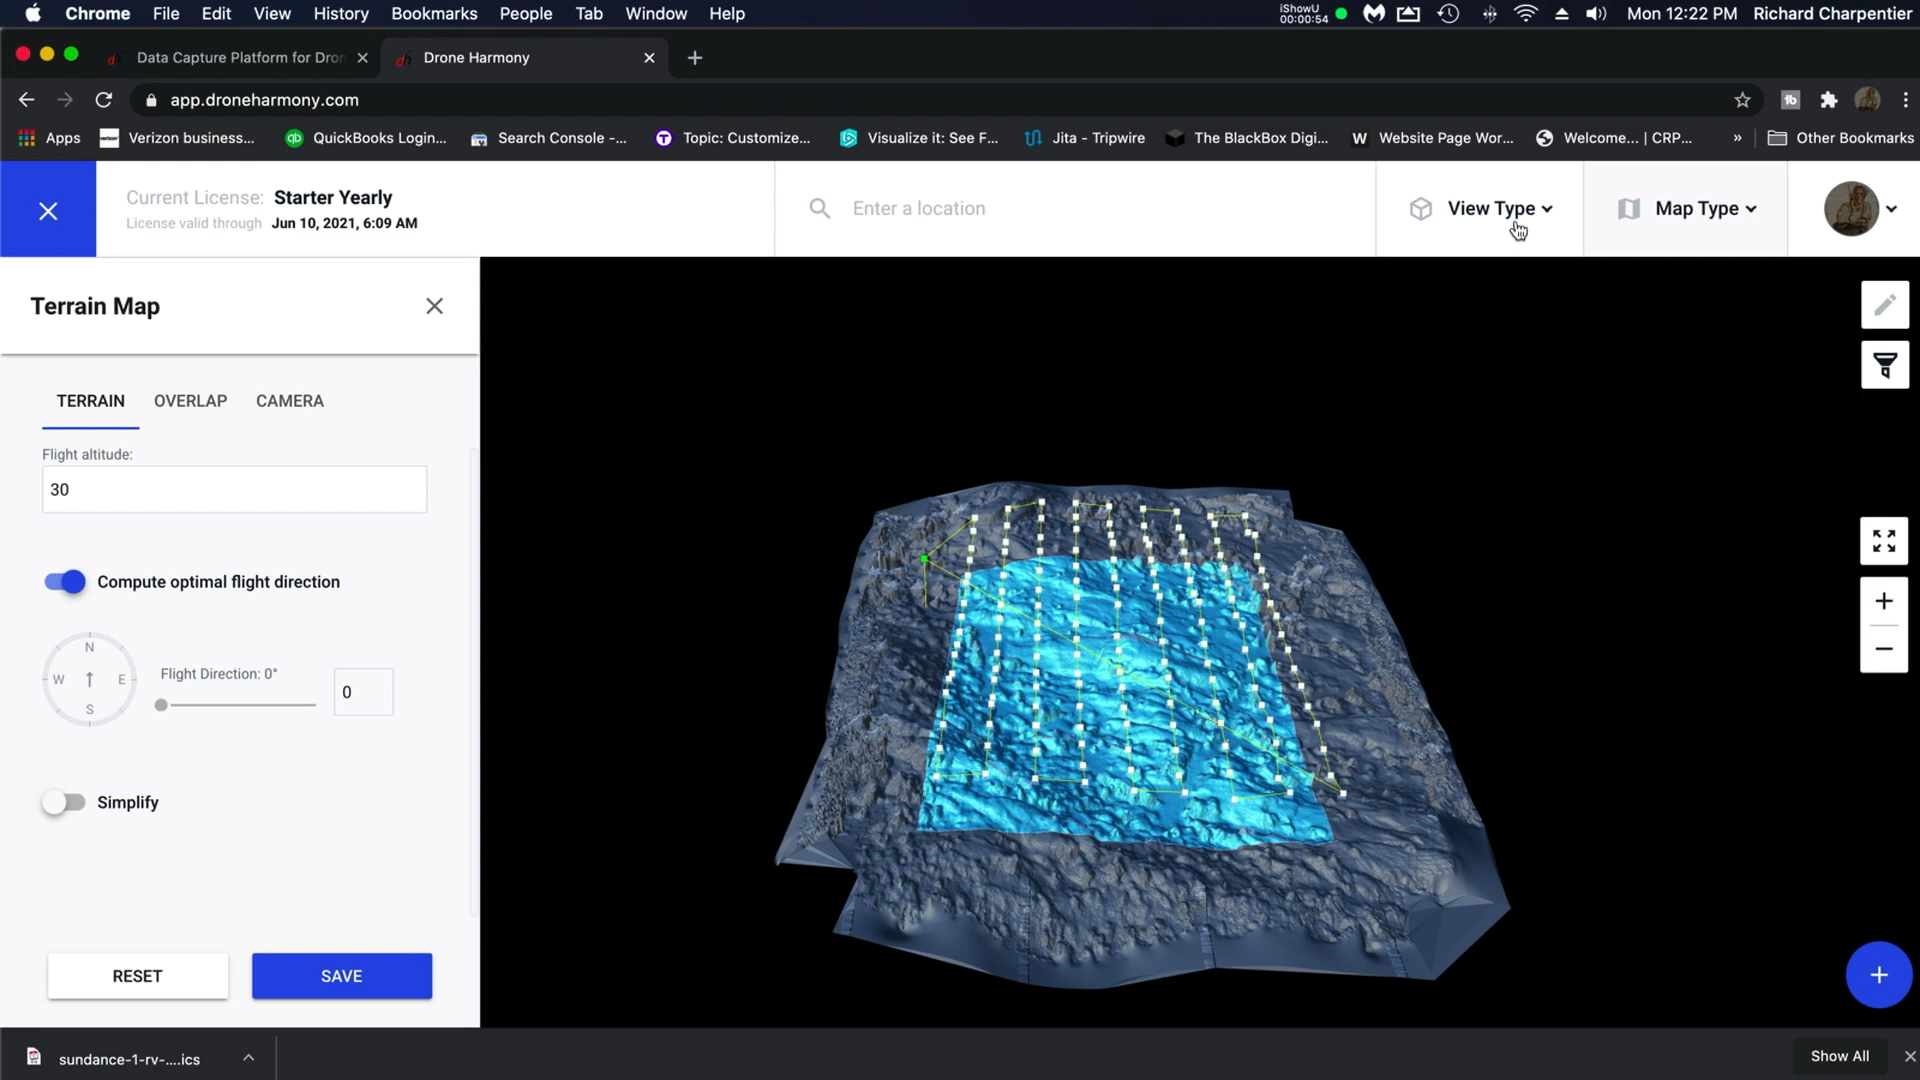 Chrome File Edit View History Bookmarks People Tab Window Help
iShowU
00:00:54
Mon 12:22 PM Richard Charpentier
Data Capture Platform for Dron
Drone Harmony
app.droneharmony.com
tb
Apps
verizon
Verizon business...
qb
QuickBooks Login...
Search Console -...
T
Topic: Customize...
Visualize it: See F...
Jita - Tripwire
The BlackBox Digi...
W
Website Page Wor...
Welcome... | CRP...
»
Other Bookmarks
Current License: Starter Yearly
License valid through Jun 10, 2021, 6:09 AM
Enter a location
View Type
Map Type
Terrain Map
TERRAIN OVERLAP CAMERA
Flight altitude:
30
Compute optimal flight direction
N
W E
S
Flight Direction: 0°
0
Simplify
RESET SAVE
sundance-1-rv-....ics
Show All